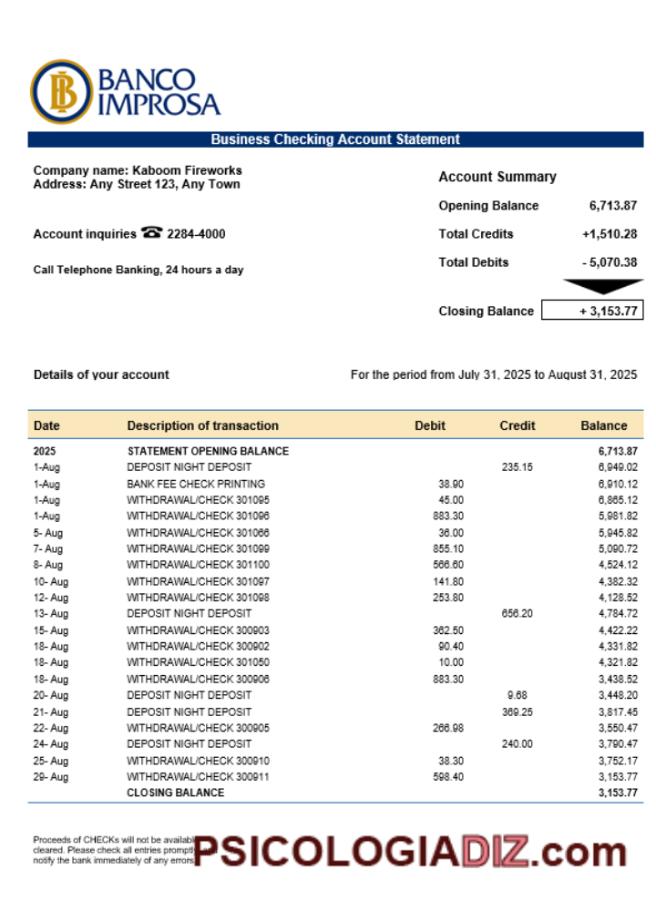 BANCO
IMPROSA
Business Checking Account Statement
Company name: Kaboom Fireworks
Address: Any Street 123, Any Town
Account inquiries ☎ 2284-4000
Call Telephone Banking, 24 hours a day
Account Summary
Opening Balance 6,713.87
Total Credits +1,510.28
Total Debits - 5,070.38
Closing Balance + 3,153.77
Details of your account For the period from July 31, 2025 to August 31, 2025
Date Description of transaction Debit Credit Balance
2025 STATEMENT OPENING BALANCE 6,713.87
1-Aug DEPOSIT NIGHT DEPOSIT 235.15 6,949.02
1-Aug BANK FEE CHECK PRINTING 38.90 6,910.12
1-Aug WITHDRAWAL/CHECK 301095 45.00 6,865.12
1-Aug WITHDRAWAL/CHECK 301096 883.30 5,981.82
5- Aug WITHDRAWAL/CHECK 301066 36.00 5,945.82
7- Aug WITHDRAWAL/CHECK 301099 855.10 5,090.72
8- Aug WITHDRAWAL/CHECK 301100 566.60 4,524.12
10- Aug WITHDRAWAL/CHECK 301097 141.80 4,382.32
12- Aug WITHDRAWAL/CHECK 301098 253.80 4,128.52
13- Aug DEPOSIT NIGHT DEPOSIT 656.20 4,784.72
15- Aug WITHDRAWAL/CHECK 300903 362.50 4,422.22
18- Aug WITHDRAWAL/CHECK 300902 90.40 4,331.82
18- Aug WITHDRAWAL/CHECK 301050 10.00 4,321.82
18- Aug WITHDRAWAL/CHECK 300906 883.30 3,438.52
20- Aug DEPOSIT NIGHT DEPOSIT 9.68 3,448.20
21- Aug DEPOSIT NIGHT DEPOSIT 369.25 3,817.45
22- Aug WITHDRAWAL/CHECK 300905 266.98 3,550.47
24- Aug DEPOSIT NIGHT DEPOSIT 240.00 3,790.47
25- Aug WITHDRAWAL/CHECK 300910 38.30 3,752.17
29- Aug WITHDRAWAL/CHECK 300911 598.40 3,153.77
CLOSING BALANCE 3,153.77
Proceeds of CHECKs will not be
cleared. Please check all entries
notify the bank immediately of any errors
PSICOLOGIADIZ.com